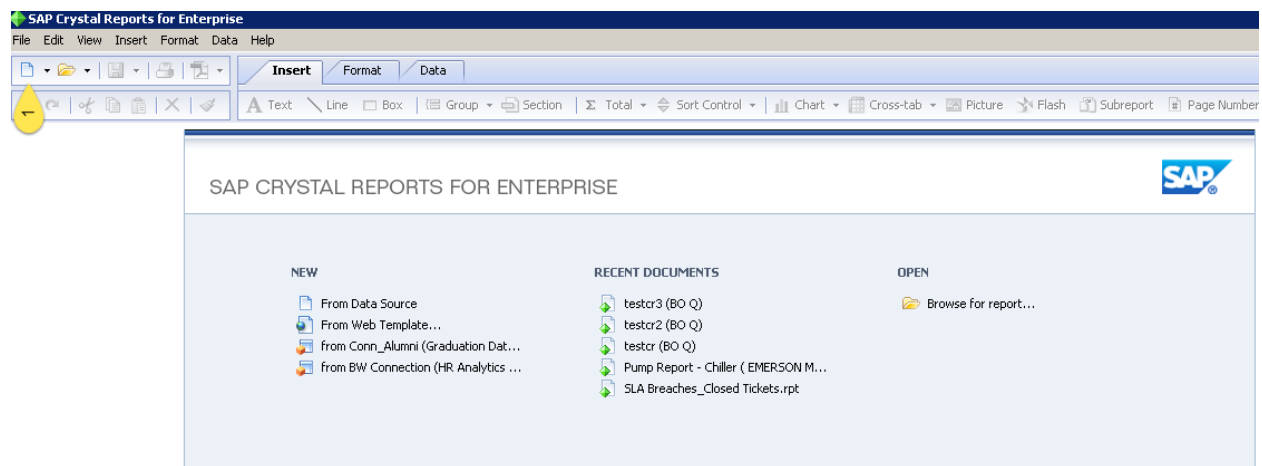 SAP Crystal Reports for Enterprise
File Edit View Insert Format Data Help
Insert Format Data
1
A Text Line Box Group Section Σ Total Sort Control Chart Cross-tab Picture Flash Subreport Page Number
SAP CRYSTAL REPORTS FOR ENTERPRISE
SAP®
NEW
From Data Source
From Web Template...
from Conn_Alumni (Graduation Dat...
from BW Connection (HR Analytics ...
RECENT DOCUMENTS
testcr3 (BO Q)
testcr2 (BO Q)
testcr (BO Q)
Pump Report - Chiller ( EMERSON M...
SLA Breaches_Closed Tickets.rpt
OPEN
Browse for report...